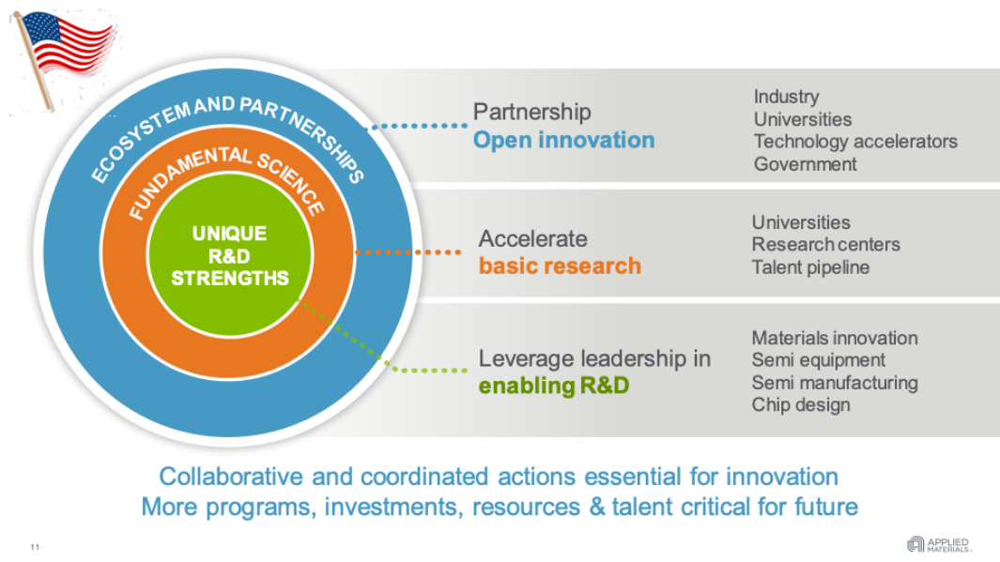 ECOSYSTEM AND PARTNERSHIPS
FUNDAMENTAL SCIENCE
UNIQUE
R&D
STRENGTHS
Partnership
Open innovation
Industry
Universities
Technology accelerators
Government
Accelerate
basic research
Universities
Research centers
Talent pipeline
Leverage leadership in
enabling R&D
Materials innovation
Semi equipment
Semi manufacturing
Chip design
Collaborative and coordinated actions essential for innovation
More programs, investments, resources & talent critical for future
11
APPLIED
MATERIALS